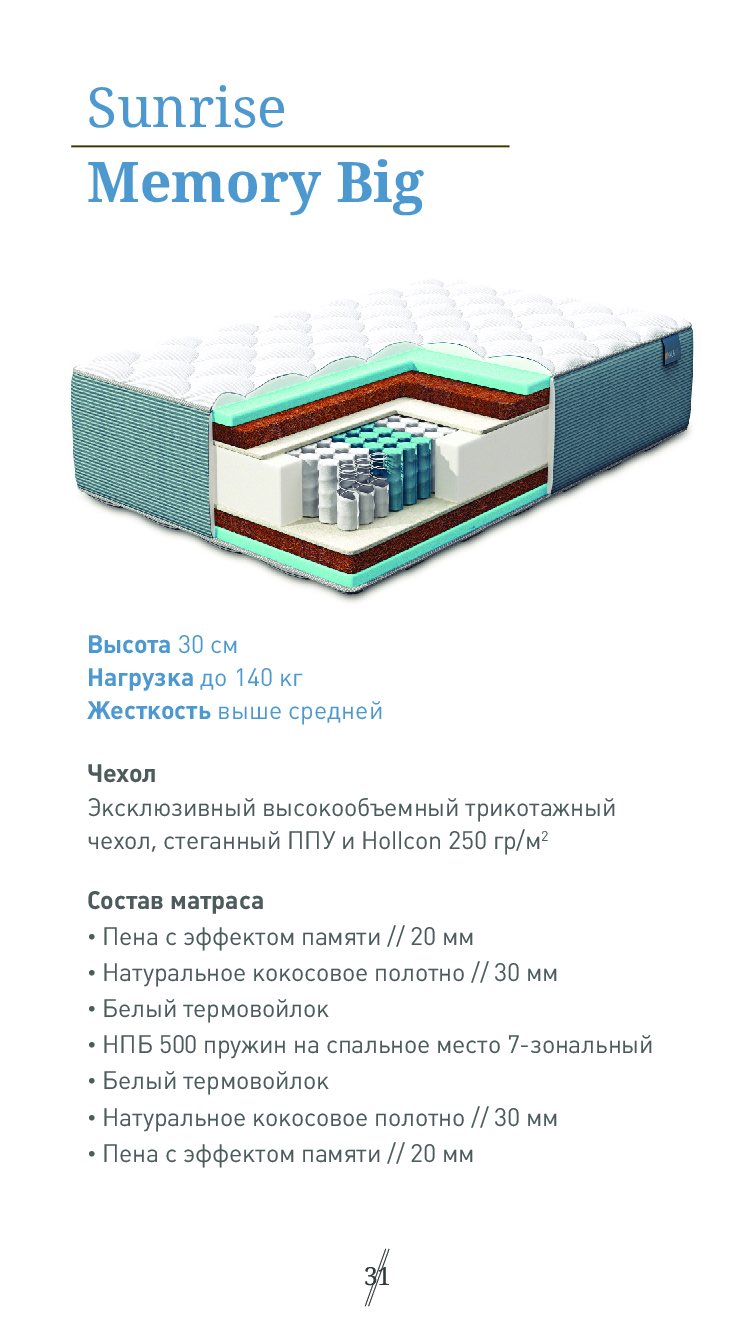 Sunrise
Memory Big
Высота 30 см
Нагрузка до 140 кг
Жесткость выше средней
Чехол
Эксклюзивный высокообъемный трикотажный
чехол, стеганный ППУ и Hollcon 250 гр/м²
Состав матраса
• Пена с эффектом памяти // 20 мм
• Натуральное кокосовое полотно // 30 мм
• Белый термовойлок
• НПБ 500 пружин на спальное место 7-зональный
• Белый термовойлок
• Натуральное кокосовое полотно // 30 мм
• Пена с эффектом памяти // 20 мм
31